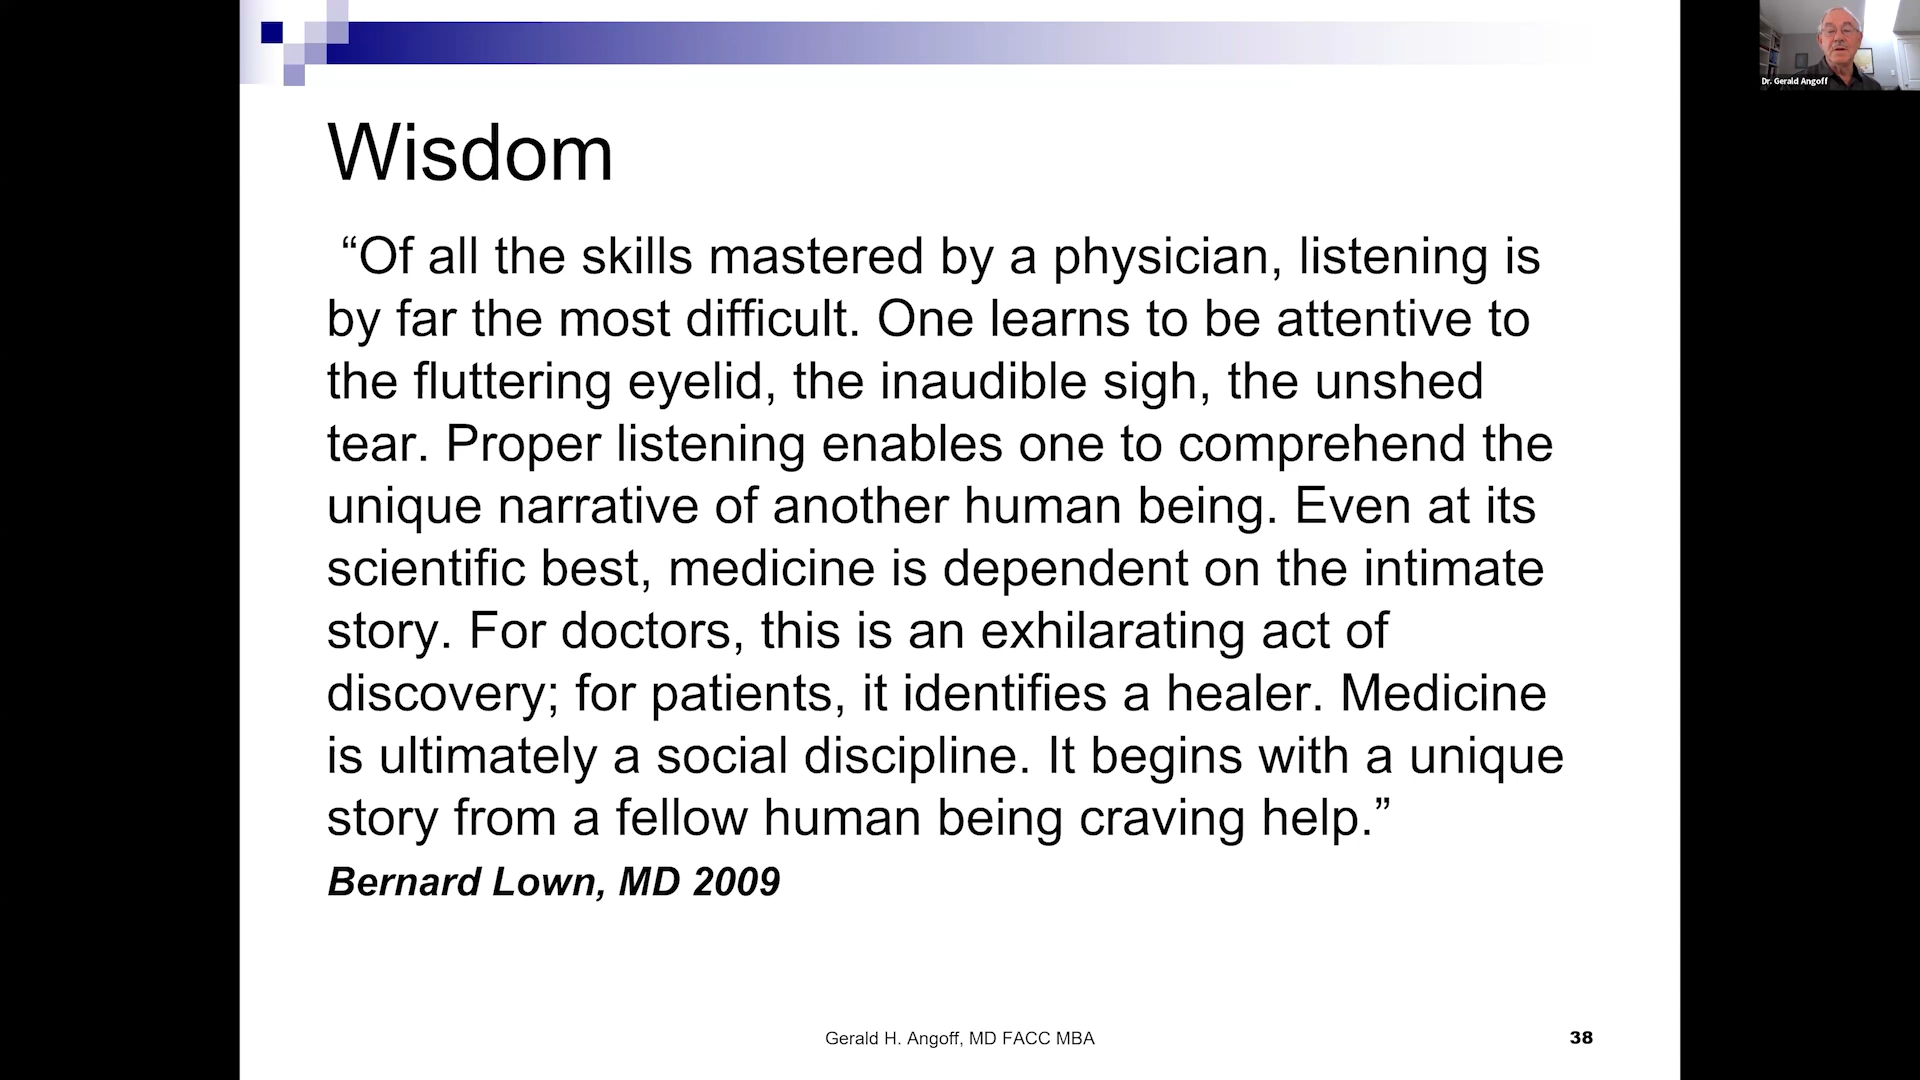 Dr. Gerald Angoff
Wisdom
“Of all the skills mastered by a physician, listening is
by far the most difficult. One learns to be attentive to
the fluttering eyelid, the inaudible sigh, the unshed
tear. Proper listening enables one to comprehend the
unique narrative of another human being. Even at its
scientific best, medicine is dependent on the intimate
story. For doctors, this is an exhilarating act of
discovery; for patients, it identifies a healer. Medicine
is ultimately a social discipline. It begins with a unique
story from a fellow human being craving help.”
Bernard Lown, MD 2009
Gerald H. Angoff, MD FACC MBA
38